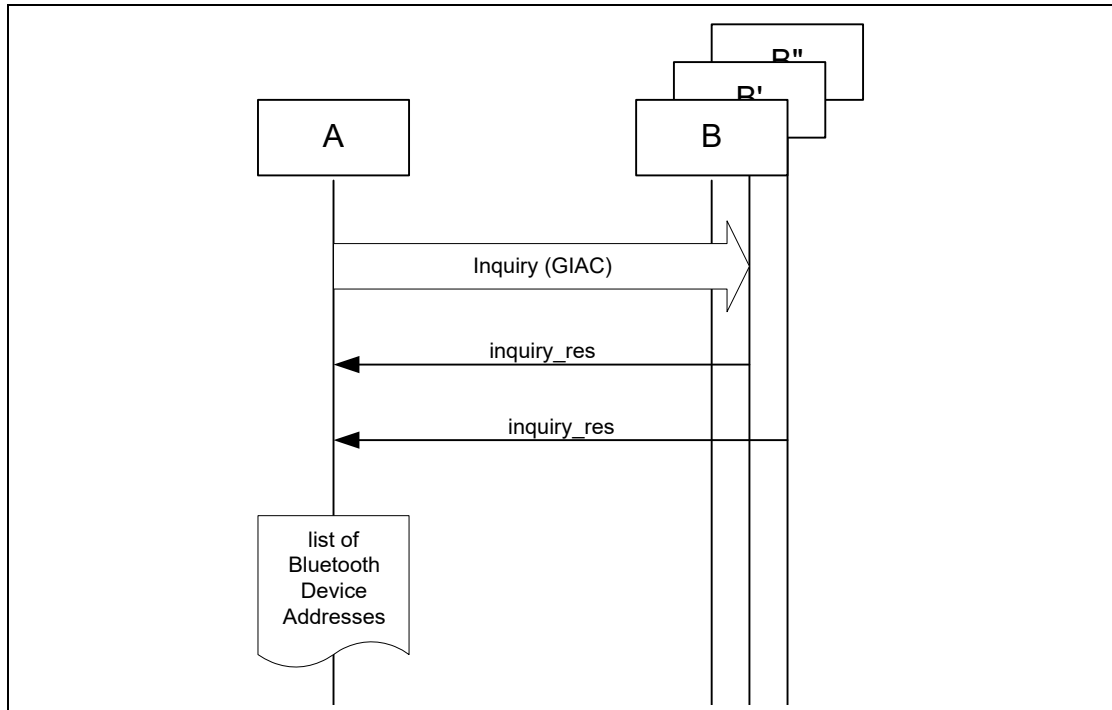 B"
B'
A
B
Inquiry (GIAC)
inquiry_res
inquiry_res
list of
Bluetooth
Device
Addresses